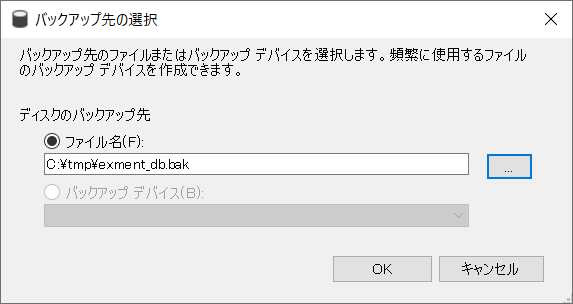 バックアップ先の選択
バックアップ先のファイルまたはバックアップ デバイスを選択します。頻繁に使用するファイル
のバックアップ デバイスを作成できます。
ディスクのバックアップ先
ファイル名(F):
C:¥tmp¥exment_db.bak
...
バックアップ デバイス(B):
OK
キャンセル